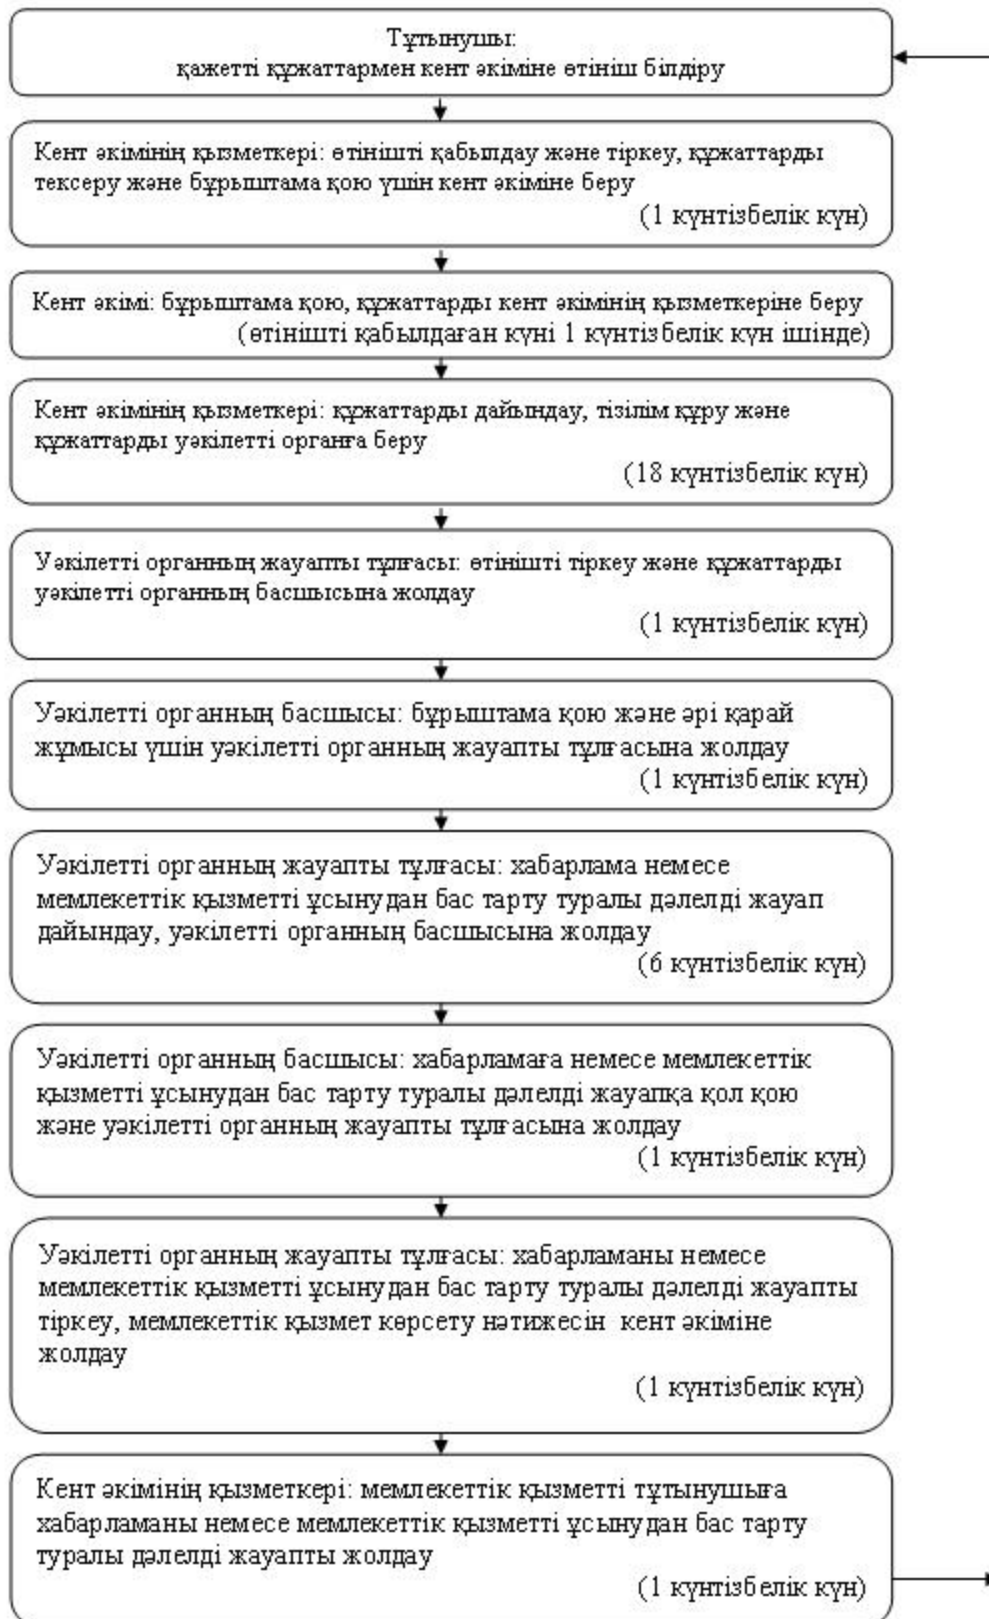 Тұтынушы:
қажетті құжаттармен кент әкіміне өтініш білдіру
Кент әкімінің қызметкері: өтінішті қабылдау және тіркеу, құжаттарды
тексеру және бұрыштама қою үшін кент әкіміне беру
(1 күнтізбелік күн)
Кент әкімі: бұрыштама қою, құжаттарды кент әкімінің қызметкеріне беру
(өтінішті қабылдаған күні 1 күнтізбелік күн ішінде)
Кент әкімінің қызметкері: құжаттарды дайындау, тізілім құру және
құжаттарды уәкілетті органға беру
(18 күнтізбелік күн)
Уәкілетті органның жауапты тұлғасы: өтінішті тіркеу және құжаттарды
уәкілетті органның басшысына жолдау
(1 күнтізбелік күн)
Уәкілетті органның басшысы: бұрыштама қою және әрі қарай
жұмысы үшін уәкілетті органның жауапты тұлғасына жолдау
(1 күнтізбелік күн)
Уәкілетті органның жауапты тұлғасы: хабарлама немесе
мемлекеттік қызметті ұсынудан бас тарту туралы дәлелді жауап
дайындау, уәкілетті органның басшысына жолдау
(6 күнтізбелік күн)
Уәкілетті органның басшысы: хабарламаға немесе мемлекеттік
қызметті ұсынудан бас тарту туралы дәлелді жауапқа қол қою
және уәкілетті органның жауапты тұлғасына жолдау
(1 күнтізбелік күн)
Уәкілетті органның жауапты тұлғасы: хабарламаны немесе
мемлекеттік қызметті ұсынудан бас тарту туралы дәлелді жауапты
тіркеу, мемлекеттік қызмет көрсету нәтижесін кент әкіміне
жолдау
(1 күнтізбелік күн)
Кент әкімінің қызметкері: мемлекеттік қызметті тұтынушыға
хабарламаны немесе мемлекеттік қызметті ұсынудан бас тарту
туралы дәлелді жауапты жолдау
(1 күнтізбелік күн)